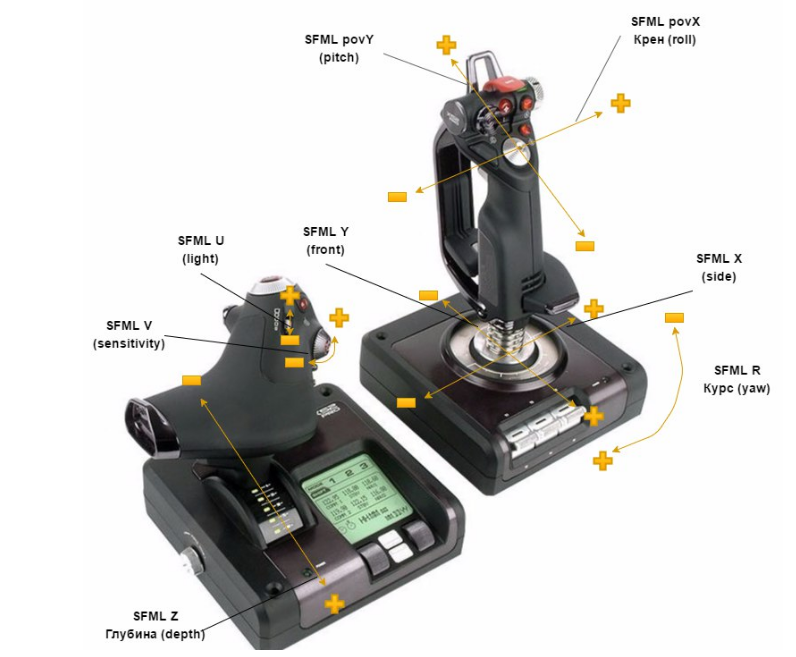 SFML povX
Крен (roll)
SFML povY
(pitch)
SFML Y
(front)
SFML U
(light)
SFML X
(side)
SFML V
(sensitivity)
SFML R
Курс (yaw)
1 2 3
SFML Z
Глубина (depth)